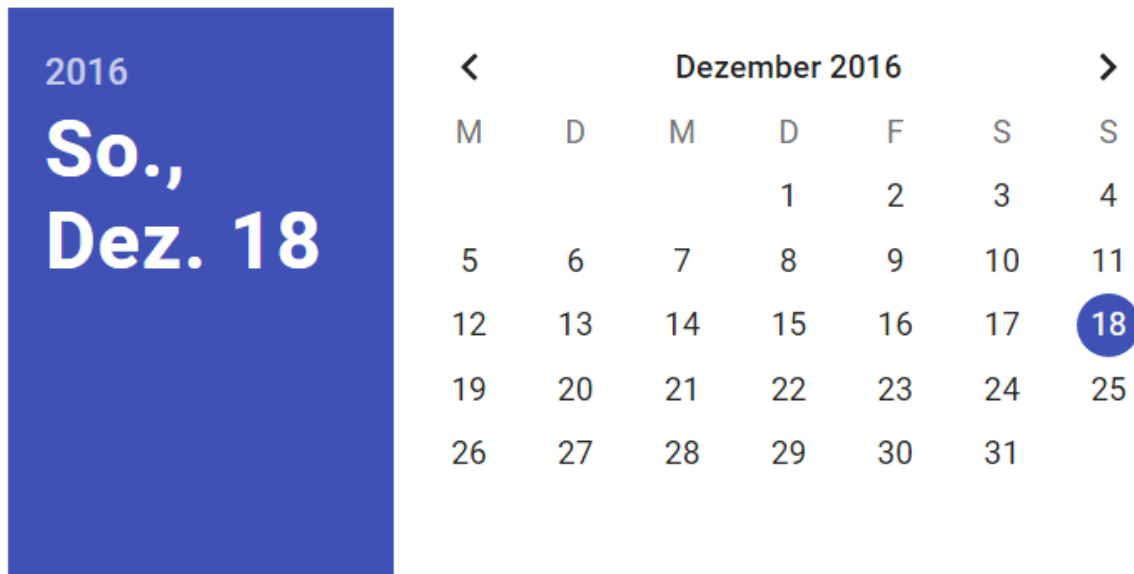 2016
So.,
Dez. 18
Dezember 2016
M D M D F S S
1 2 3 4
5 6 7 8 9 10 11
12 13 14 15 16 17 18
19 20 21 22 23 24 25
26 27 28 29 30 31